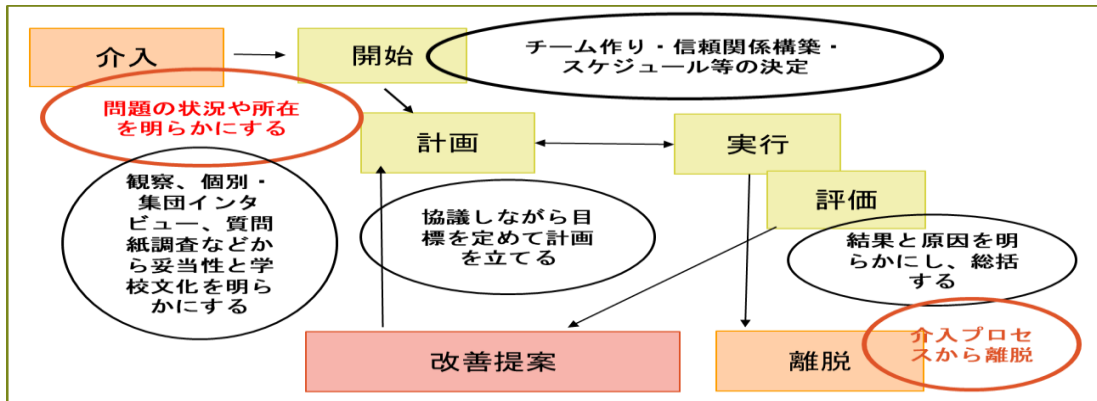 介入
開始
チーム作り・信頼関係構築・
スケジュール等の決定
問題の状況や所在
を明らかにする
計画
実行
評価
観察、個別・
集団インタ
ビュー、質問
紙調査などか
ら妥当性と学
校文化を明ら
かにする
協議しながら目
標を定めて計画
を立てる
結果と原因を明
らかにし、総括
する
改善提案
離脱
介入プロセ
スから離脱